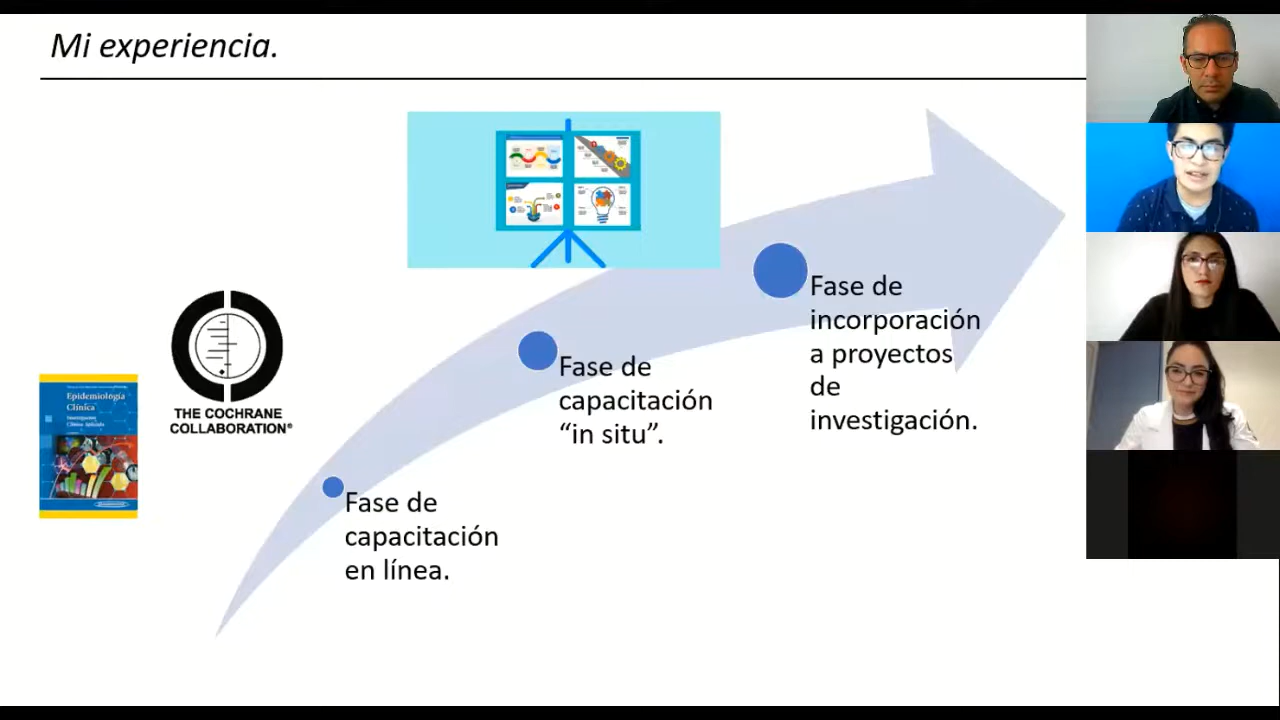 Mi experiencia.
THE COCHRANE
COLLABORATION®
Epidemiología
Clínica
Fase de
capacitación
en línea.
Fase de
capacitación
“in situ”.
Fase de
incorporación
a proyectos
de
investigación.